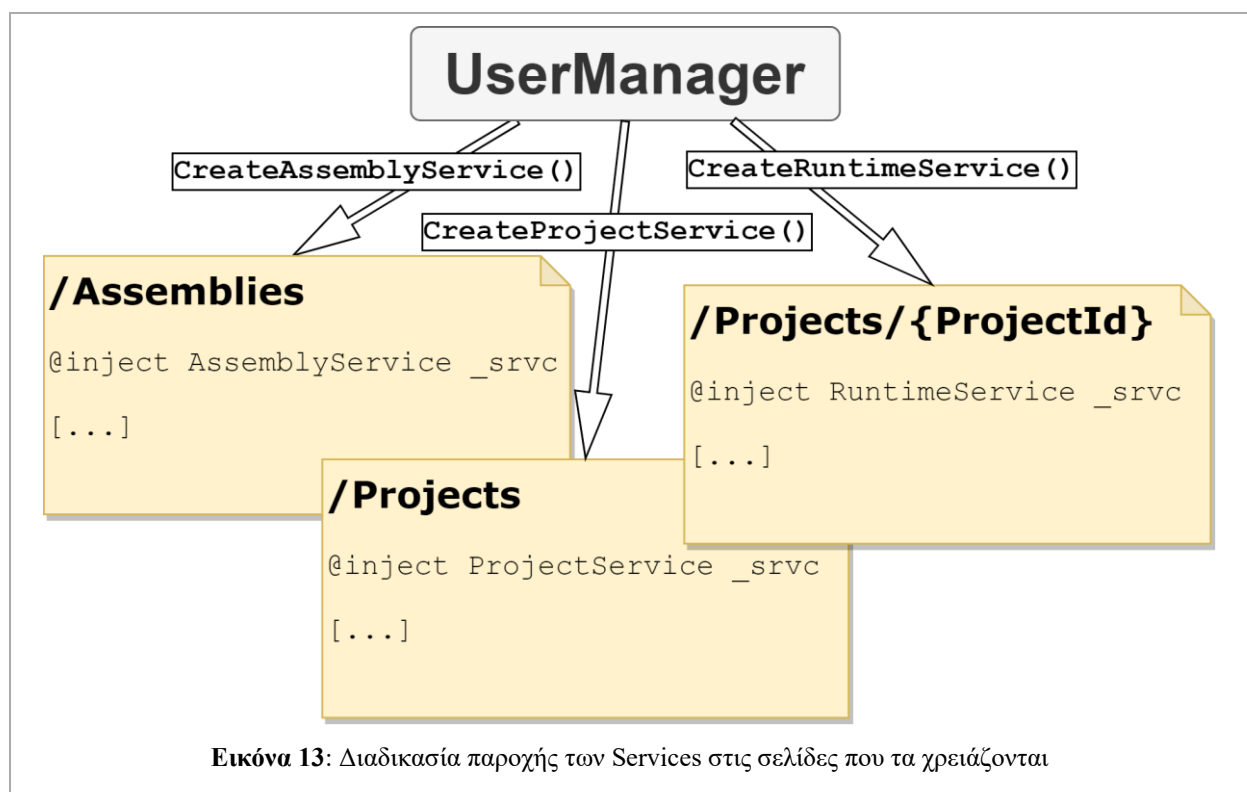 UserManager
CreateAssemblyService()
CreateRuntimeService()
CreateProjectService()
/Assemblies
@inject AssemblyService _srvc
[...]
/Projects/{ProjectId}
@inject RuntimeService _srvc
[...]
/Projects
@inject ProjectService _srvc
[...]
Εικόνα 13: Διαδικασία παροχής των Services στις σελίδες που τα χρειάζονται